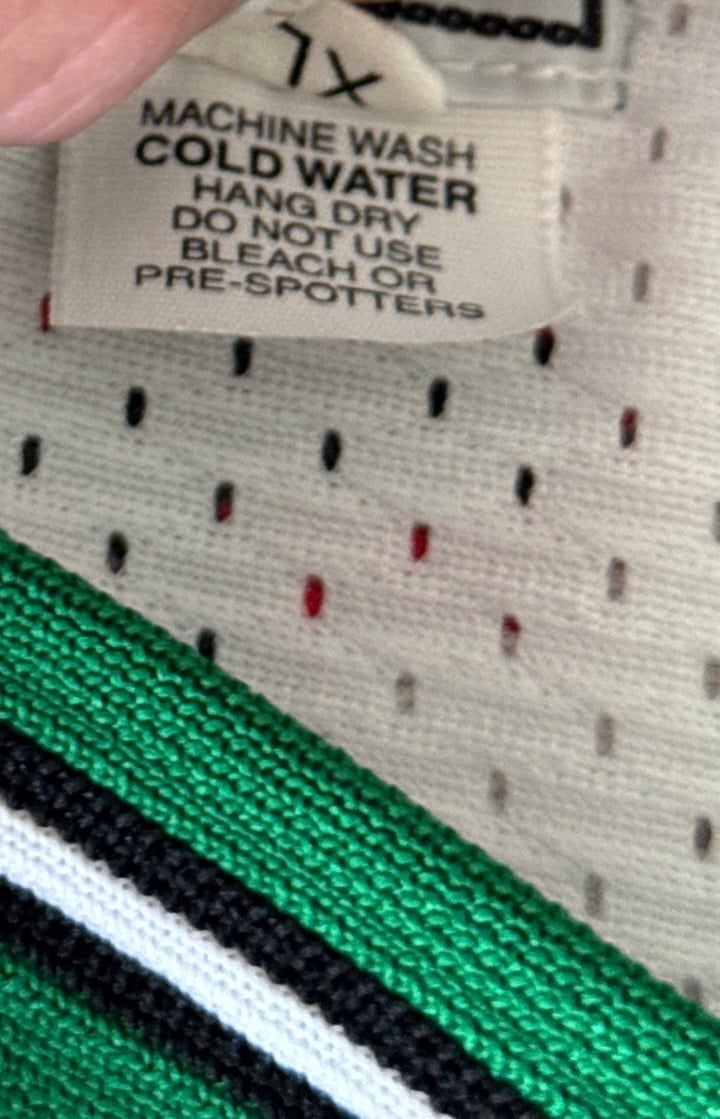 XL
MACHINE WASH
COLD WATER
HANG DRY
DO NOT USE
BLEACH OR
PRE-SPOTTERS